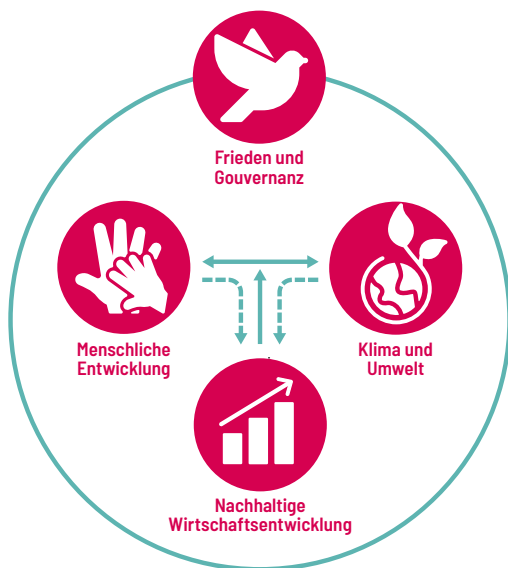 Frieden und
Gouvernanz
Menschliche
Entwicklung
Klima und
Umwelt
Nachhaltige
Wirtschaftsentwicklung